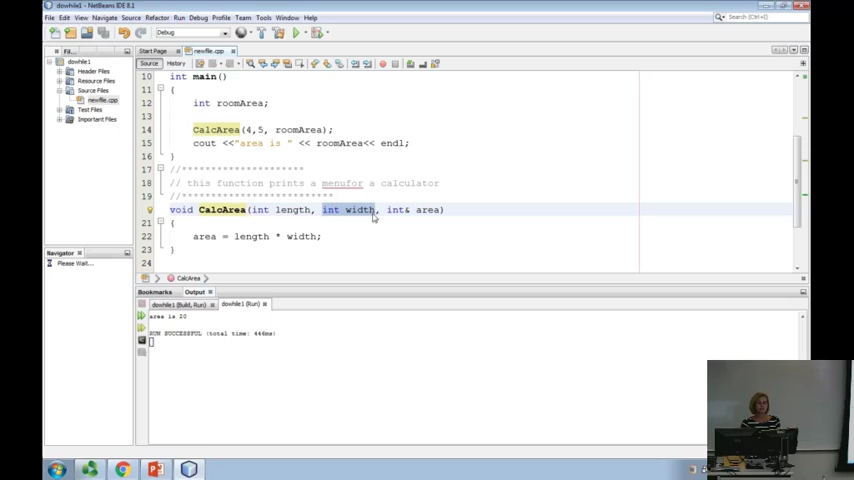 dowhile1 - NetBeans IDE 8.1
File Edit View Navigate Source Refactor Run Debug Profile Team Tools Window Help
Search (Ctrl+I)
Debug
Fil...
Start Page
newfile.cpp
Source History
dowhile1
Header Files
Resource Files
Source Files
newfile.cpp
Test Files
Important Files
10 int main()
11 {
12 int roomArea;
13
14 CalcArea(4,5, roomArea);
15 cout <<"area is " << roomArea<< endl;
16 }
17 //*********************
18 // this function prints a menufor a calculator
19 //**************************
void CalcArea(int length, int width, int& area)
21 {
22 area = length * width;
23 }
24
Navigator
Please Wait...
CalcArea
Bookmarks Output
dowhile1 (Build, Run) dowhile1 (Run)
area is 20
RUN SUCCESSFUL (total time: 446ms)